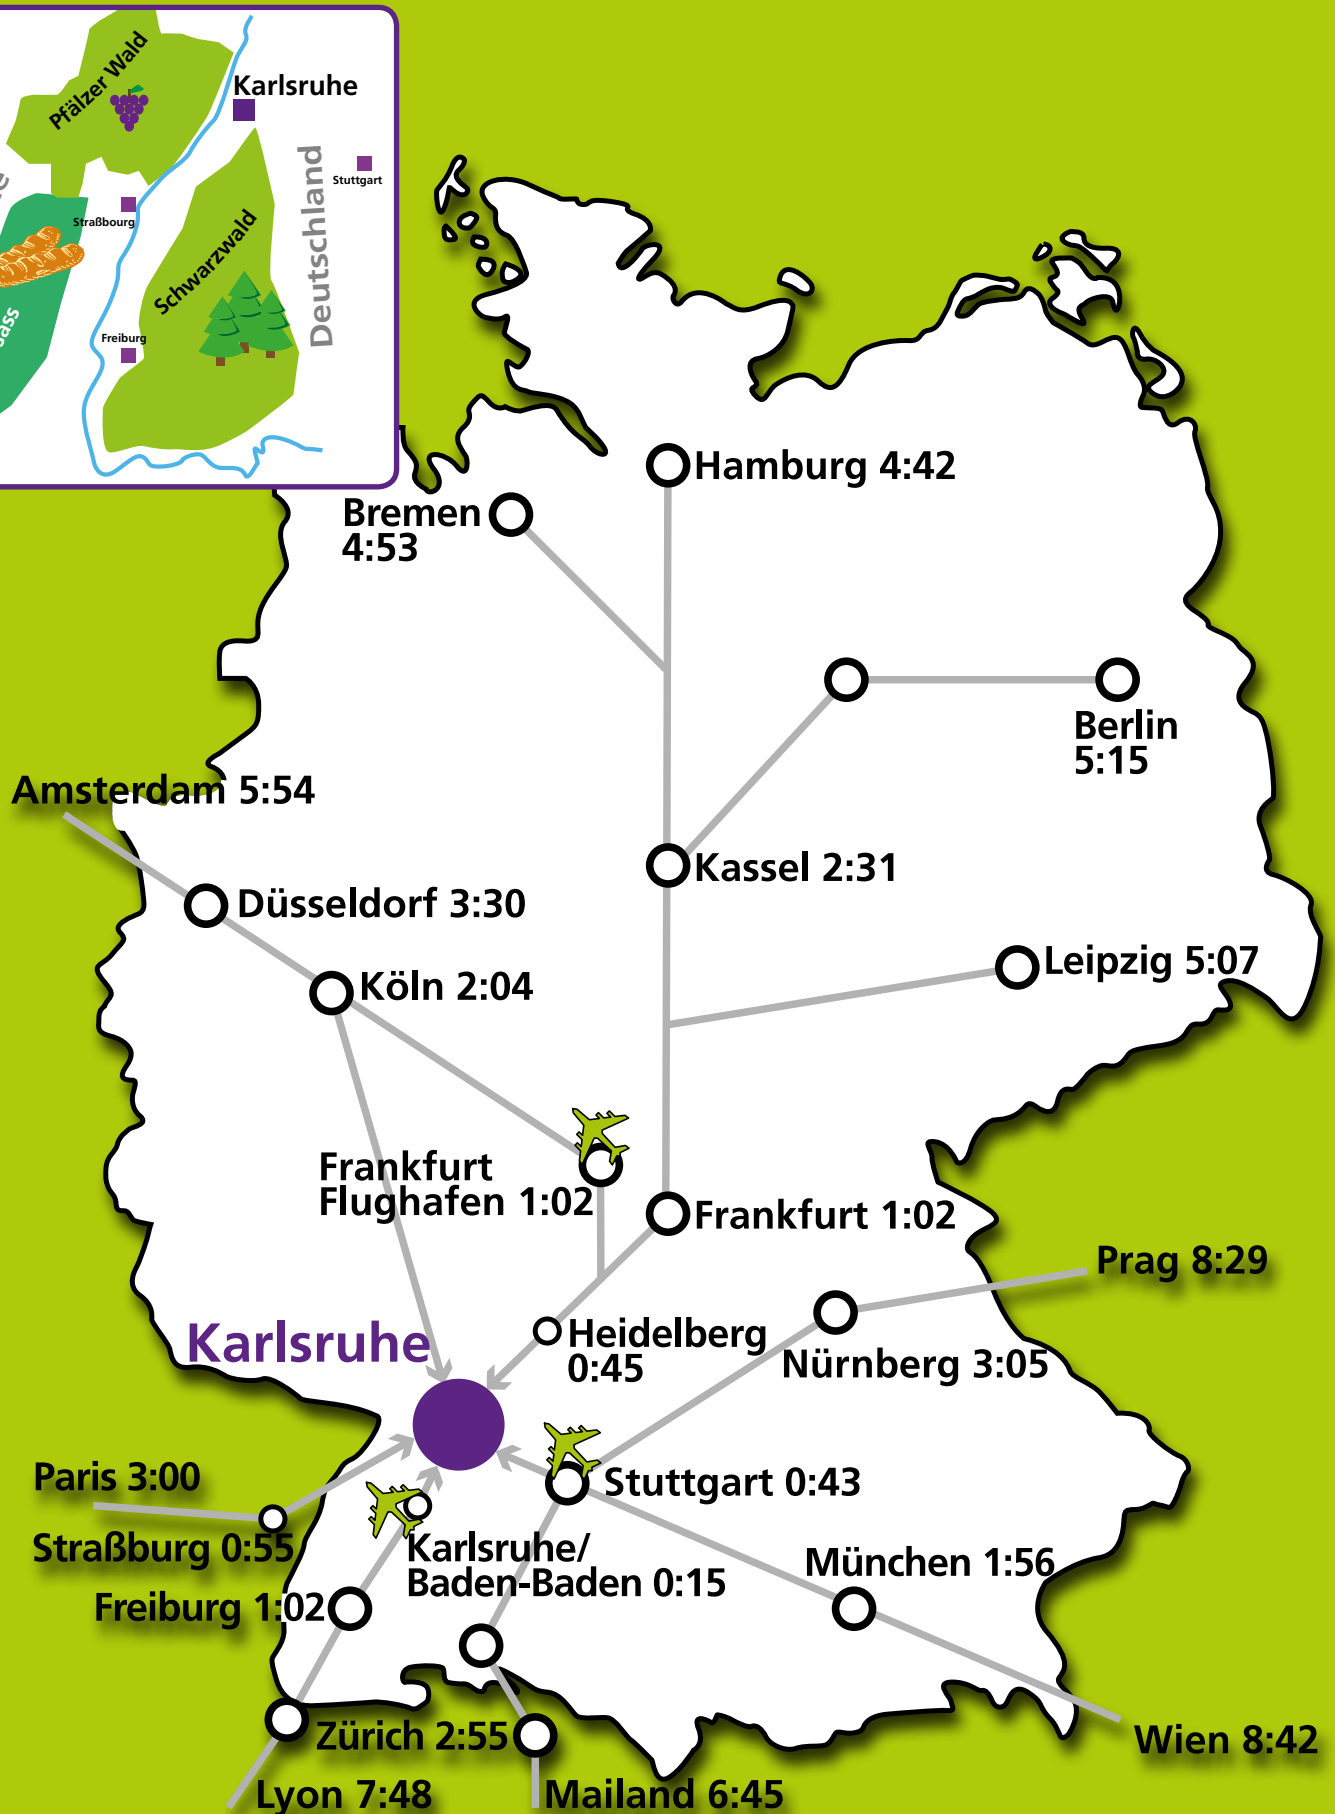 Pfälzer Wald
Karlsruhe
Deutschland
Stuttgart
Straßbourg
Schwarzwald
Freiburg
Hamburg 4:42
Bremen
4:53
Berlin
5:15
Amsterdam 5:54
Kassel 2:31
Düsseldorf 3:30
Leipzig 5:07
Köln 2:04
Frankfurt
Flughafen 1:02
Frankfurt 1:02
Prag 8:29
Karlsruhe
Heidelberg
0:45
Nürnberg 3:05
Paris 3:00
Stuttgart 0:43
Straßburg 0:55
Karlsruhe/
Baden-Baden 0:15
München 1:56
Freiburg 1:02
Zürich 2:55
Wien 8:42
Lyon 7:48
Mailand 6:45